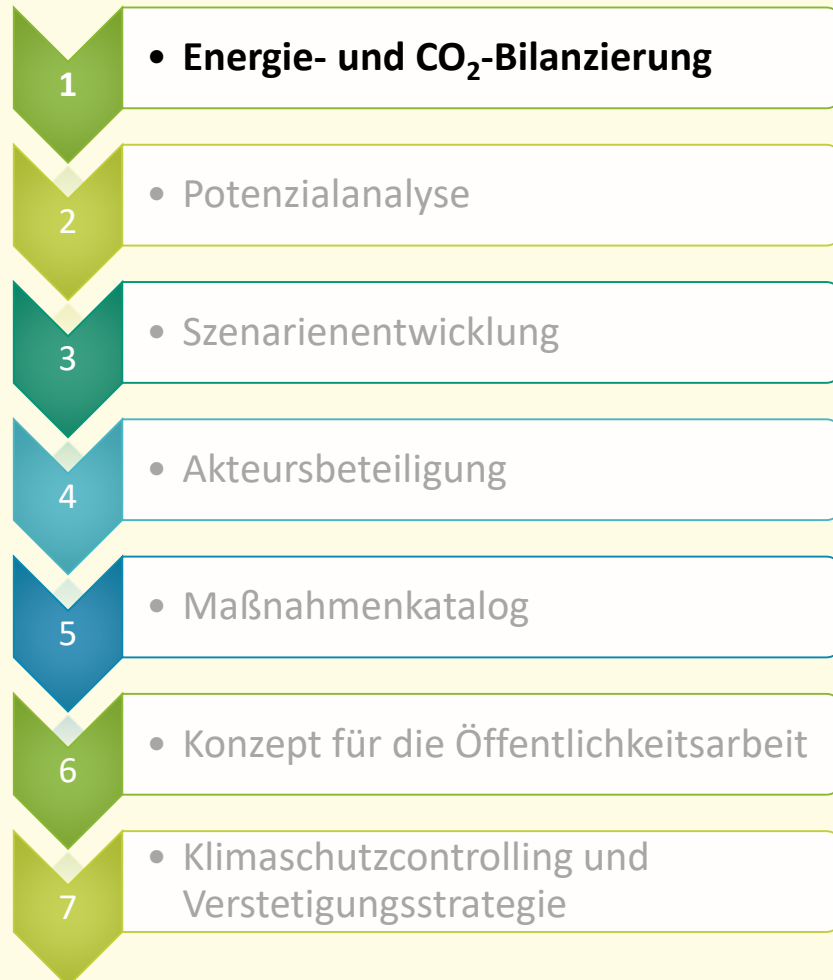 1
• Energie- und CO₂-Bilanzierung
2
• Potenzialanalyse
3
• Szenarienentwicklung
4
• Akteursbeteiligung
5
• Maßnahmenkatalog
6
• Konzept für die Öffentlichkeitsarbeit
7
• Klimaschutzcontrolling und
Verstetigungsstrategie